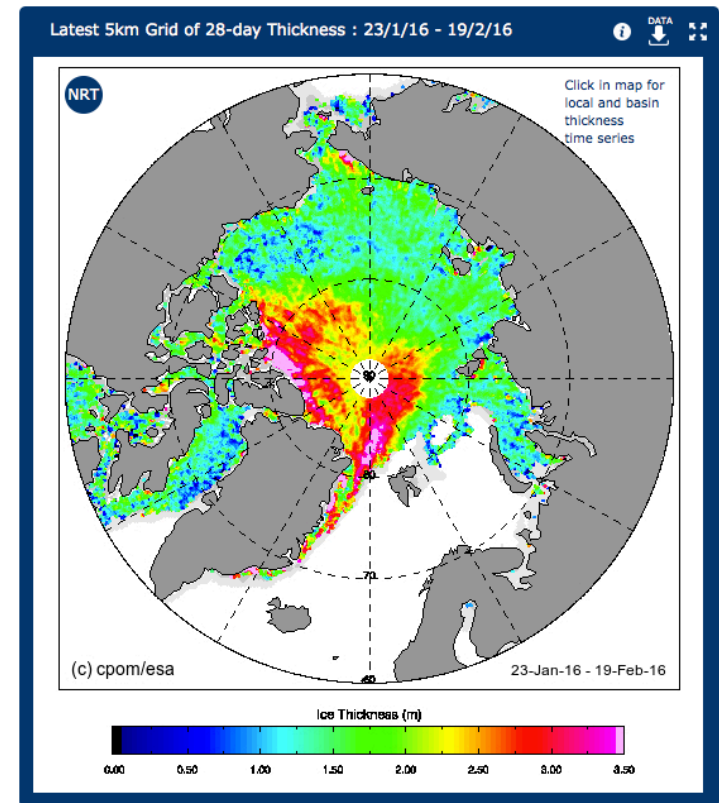 Latest 5km Grid of 28-day Thickness : 23/1/16 - 19/2/16
i
DATA
NRT
Click in map for
local and basin
thickness
time series
90
80
70
60
(c) cpom/esa
23-Jan-16 - 19-Feb-16
Ice Thickness (m)
0.00 0.50 1.00 1.50 2.00 2.50 3.00 3.50